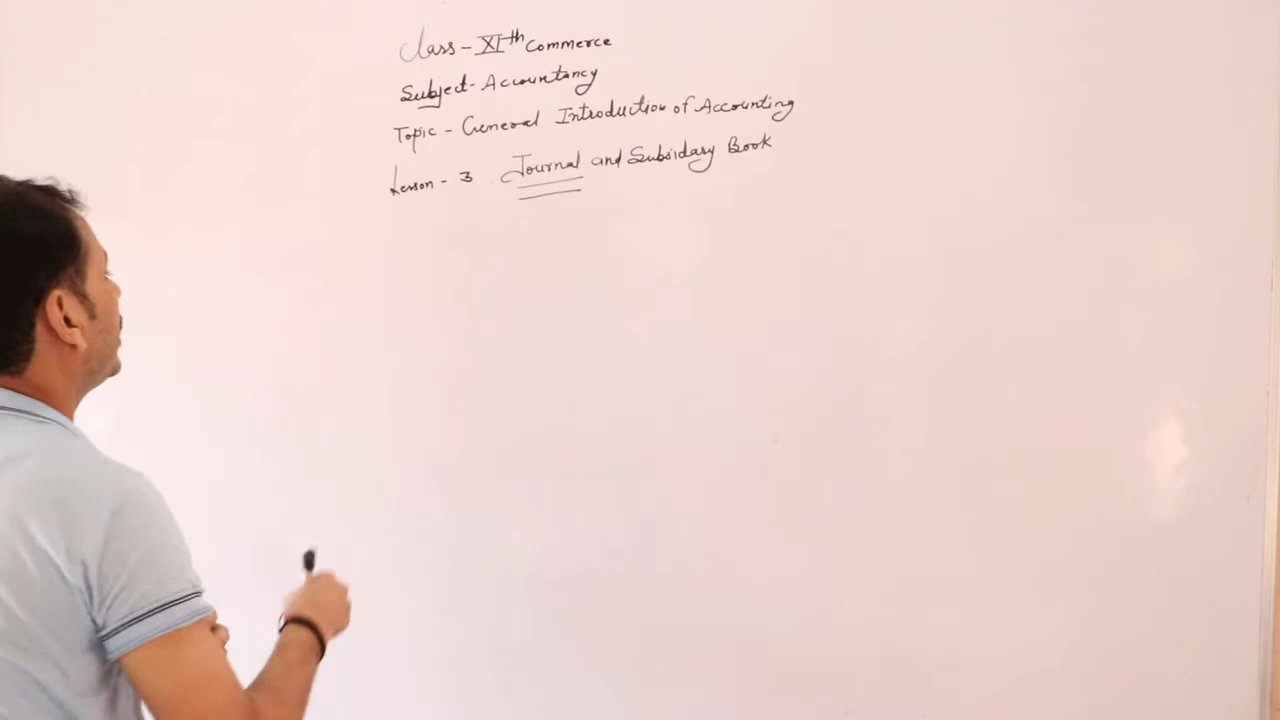 Class - XIth Commerce
Subject - Accountancy
Topic - General Introduction of Accounting
Lesson - 3 Journal and Subsidary Book